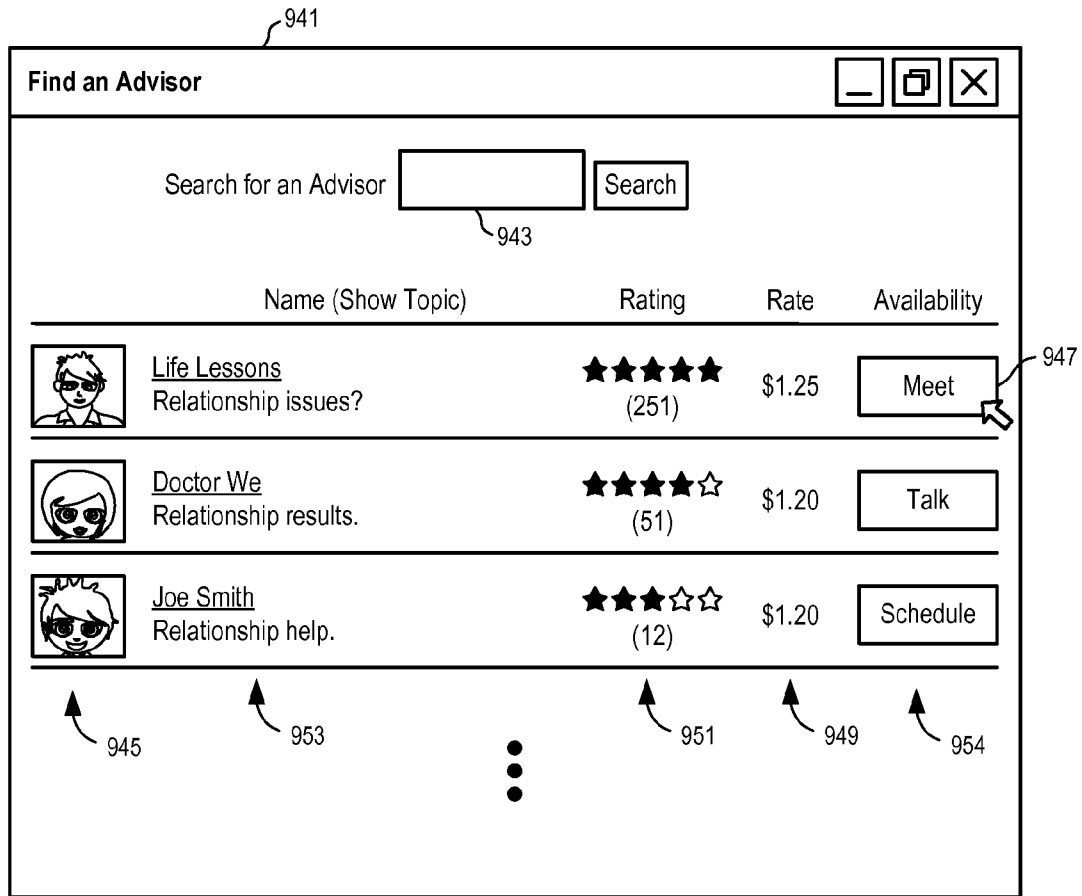 941
Find an Advisor
Search for an Advisor Search
943
Name (Show Topic) Rating Rate Availability
Life Lessons
Relationship issues?
(251)
$1.25
Meet
947
Doctor We
Relationship results.
(51)
$1.20
Talk
Joe Smith
Relationship help.
(12)
$1.20
Schedule
945 953 951 949 954